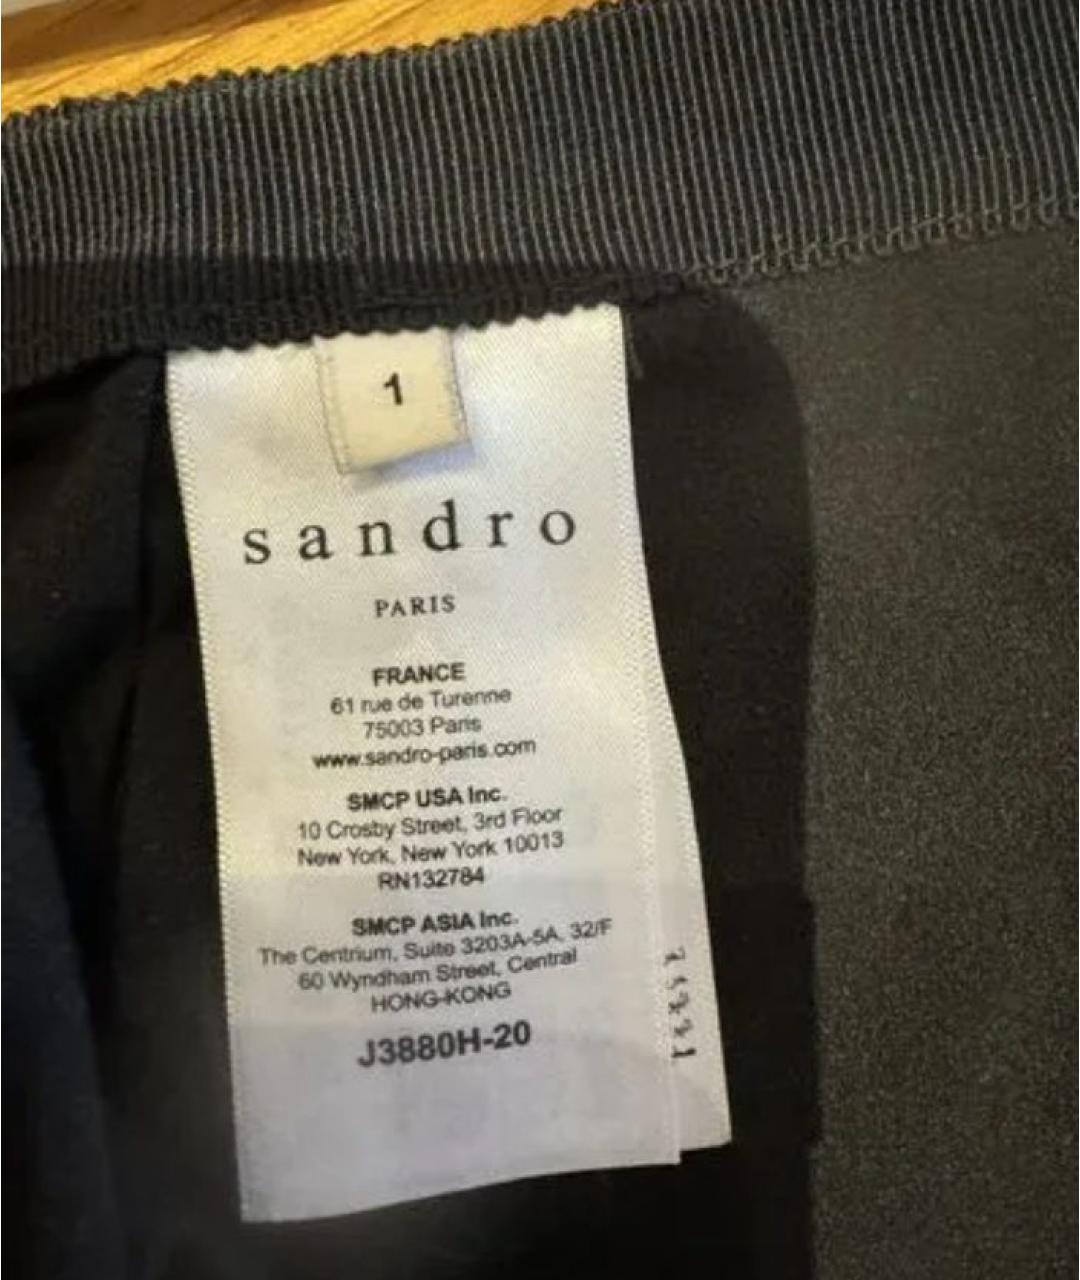 1
sandro
PARIS
FRANCE
61 rue de Turenne
75003 Paris
www.sandro-paris.com
SMCP USA Inc.
10 Crosby Street, 3rd Floor
New York, New York 10013
RN132784
SMCP ASIA Inc.
The Centrium, Suite 3203A-5A, 32/F
60 Wyndham Street, Central
HONG-KONG
J3880H-20